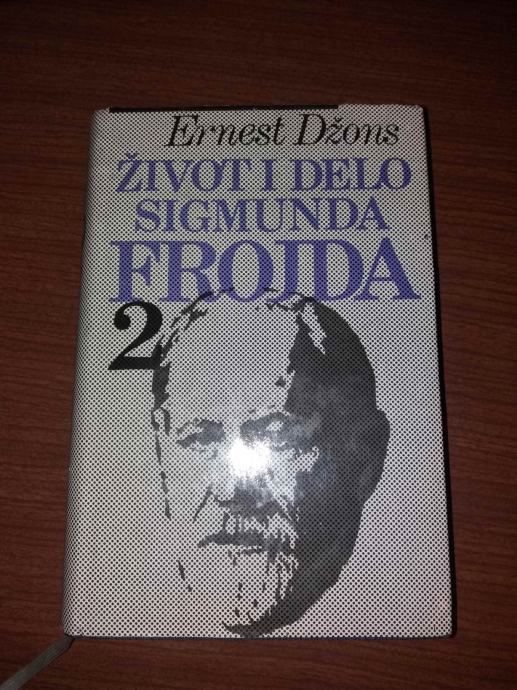 Ernest Džons
ŽIVOT I DELO
SIGMUNDA
FROJDA
2